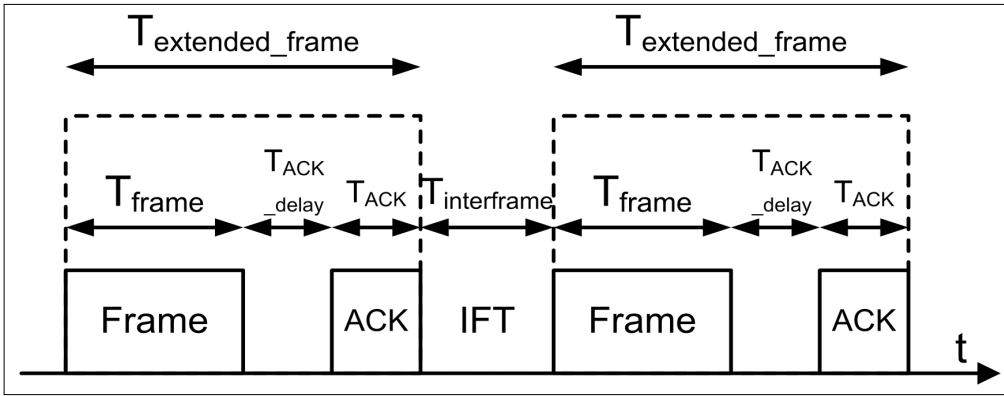 T extended_frame T extended_frame
T frame T ACK _delay T ACK T interframe T frame T ACK _delay T ACK
Frame ACK IFT Frame ACK
t